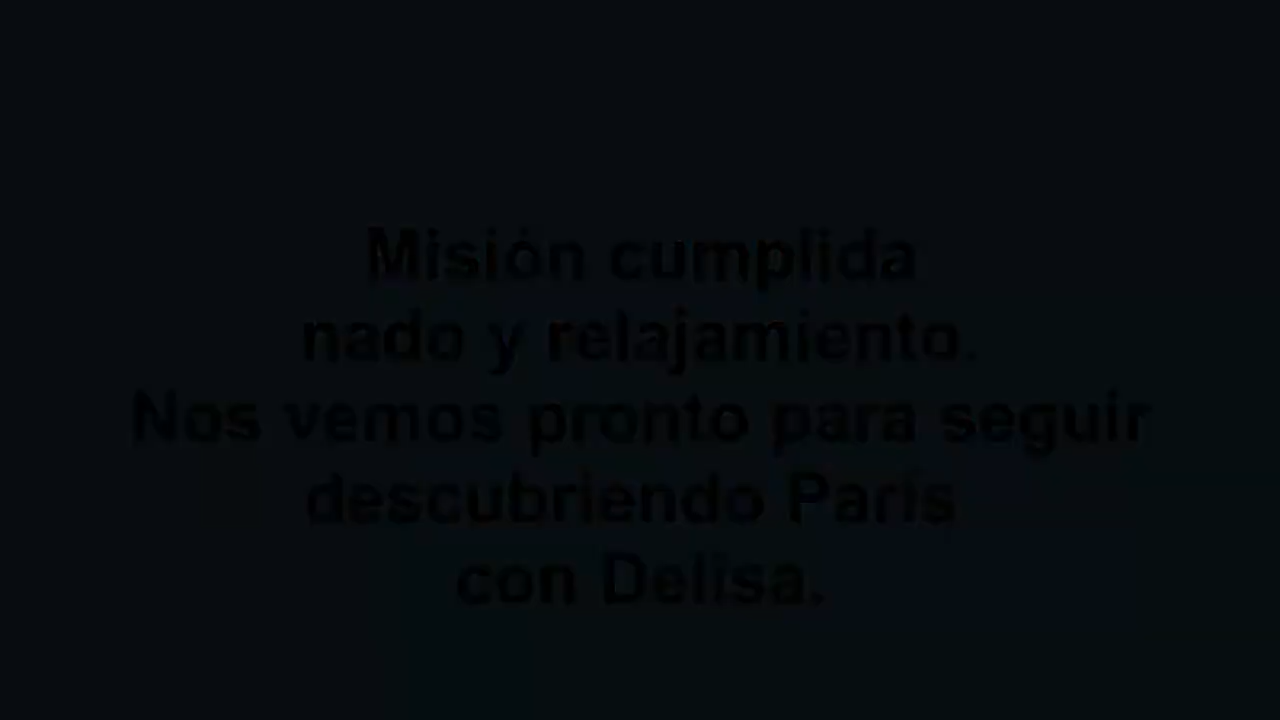 Misión cumplida
nado y relajamiento.
Nos vemos pronto para seguir
descubriendo París
con Delisa.